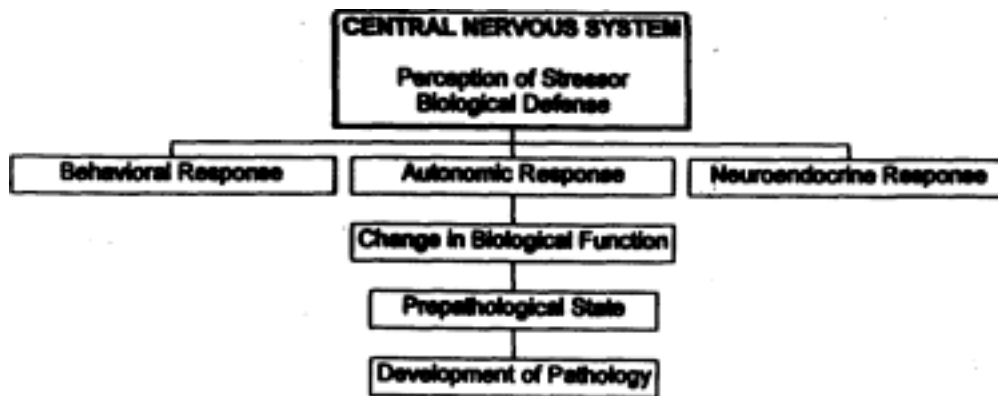 CENTRAL NERVOUS SYSTEM
Perception of Stressor
Biological Defense
Behavioral Response
Autonomic Response
Neuroendocrine Response
Change in Biological Function
Prepathological State
Development of Pathology